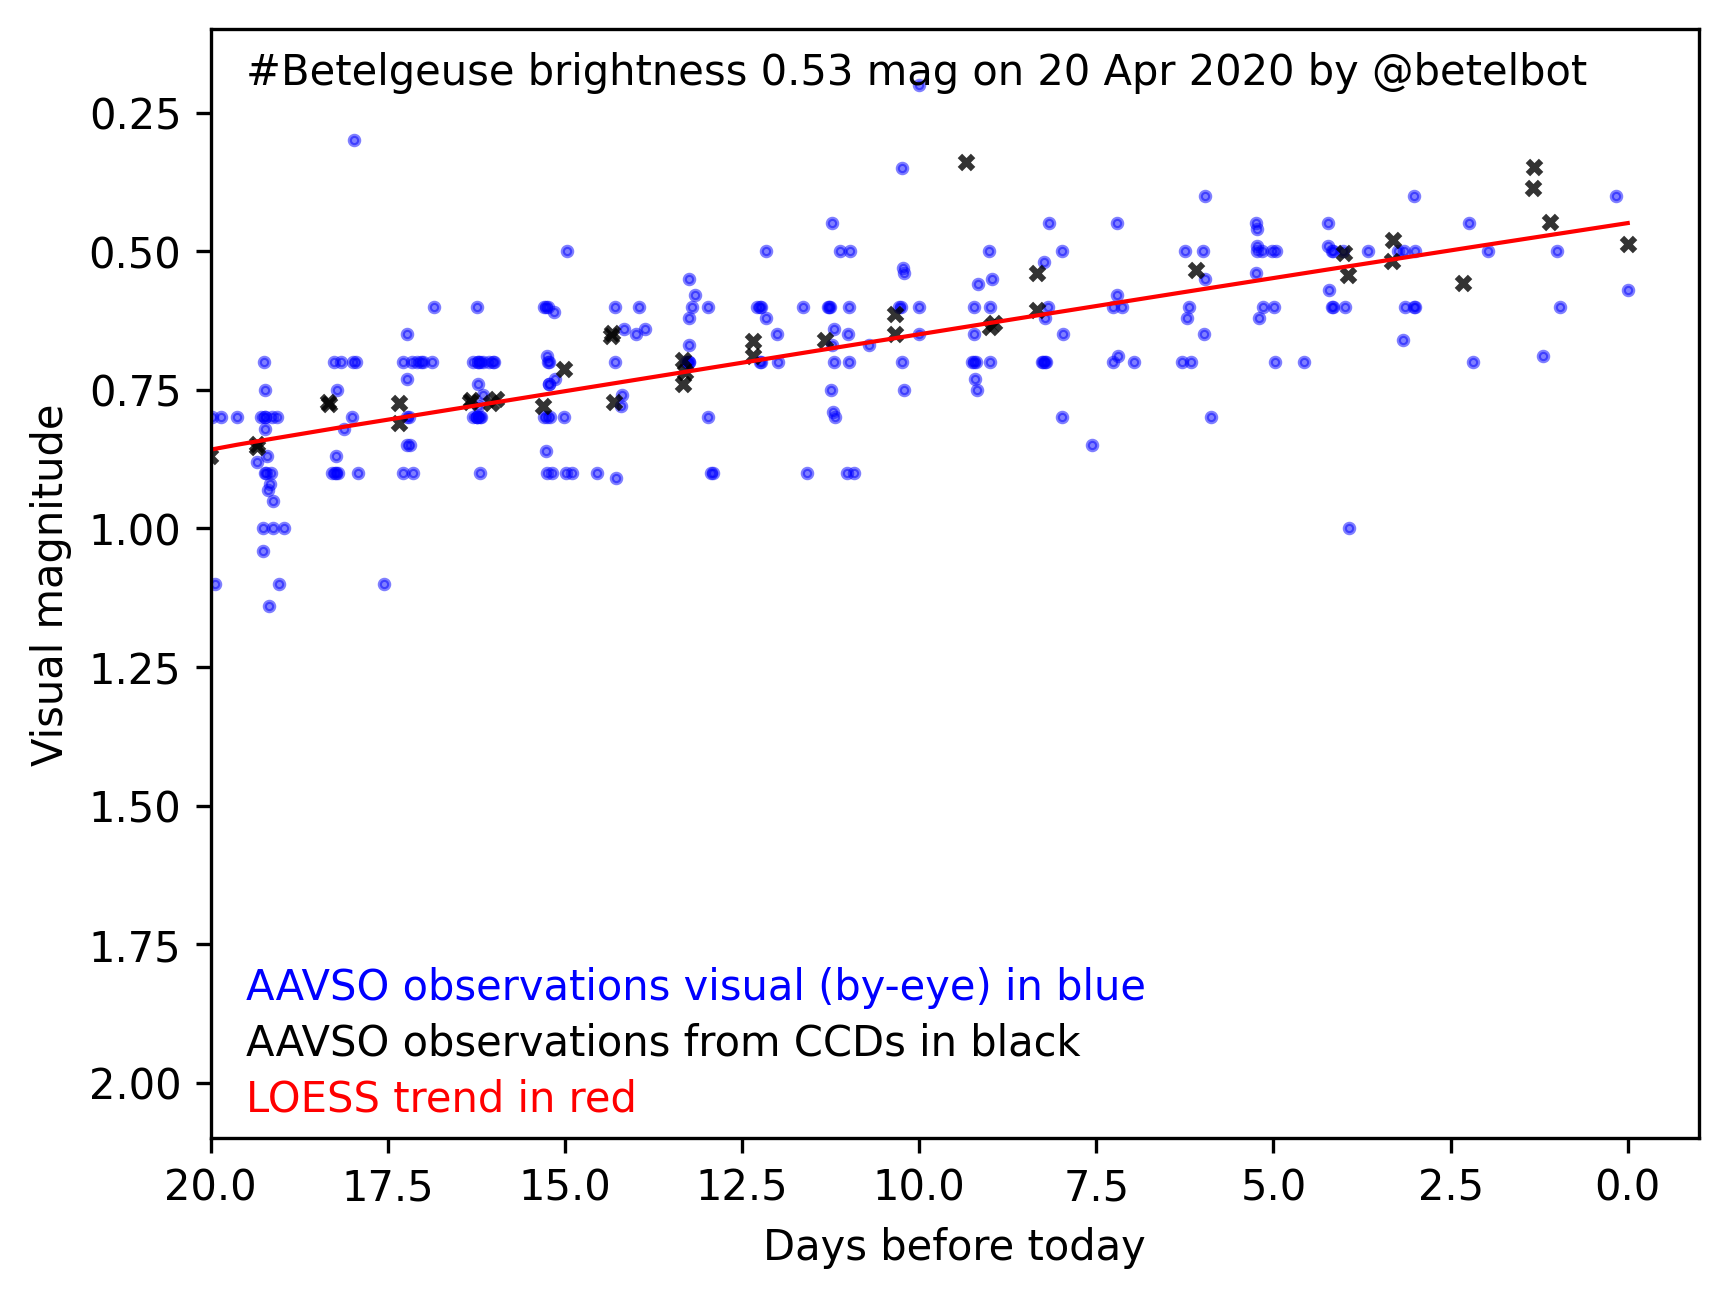 #Betelgeuse brightness 0.53 mag on 20 Apr 2020 by @betelbot
0.25
0.50
0.75
1.00
1.25
1.50
1.75
2.00
Visual magnitude
AAVSO observations visual (by-eye) in blue
AAVSO observations from CCDs in black
LOESS trend in red
20.0 17.5 15.0 12.5 10.0 7.5 5.0 2.5 0.0
Days before today